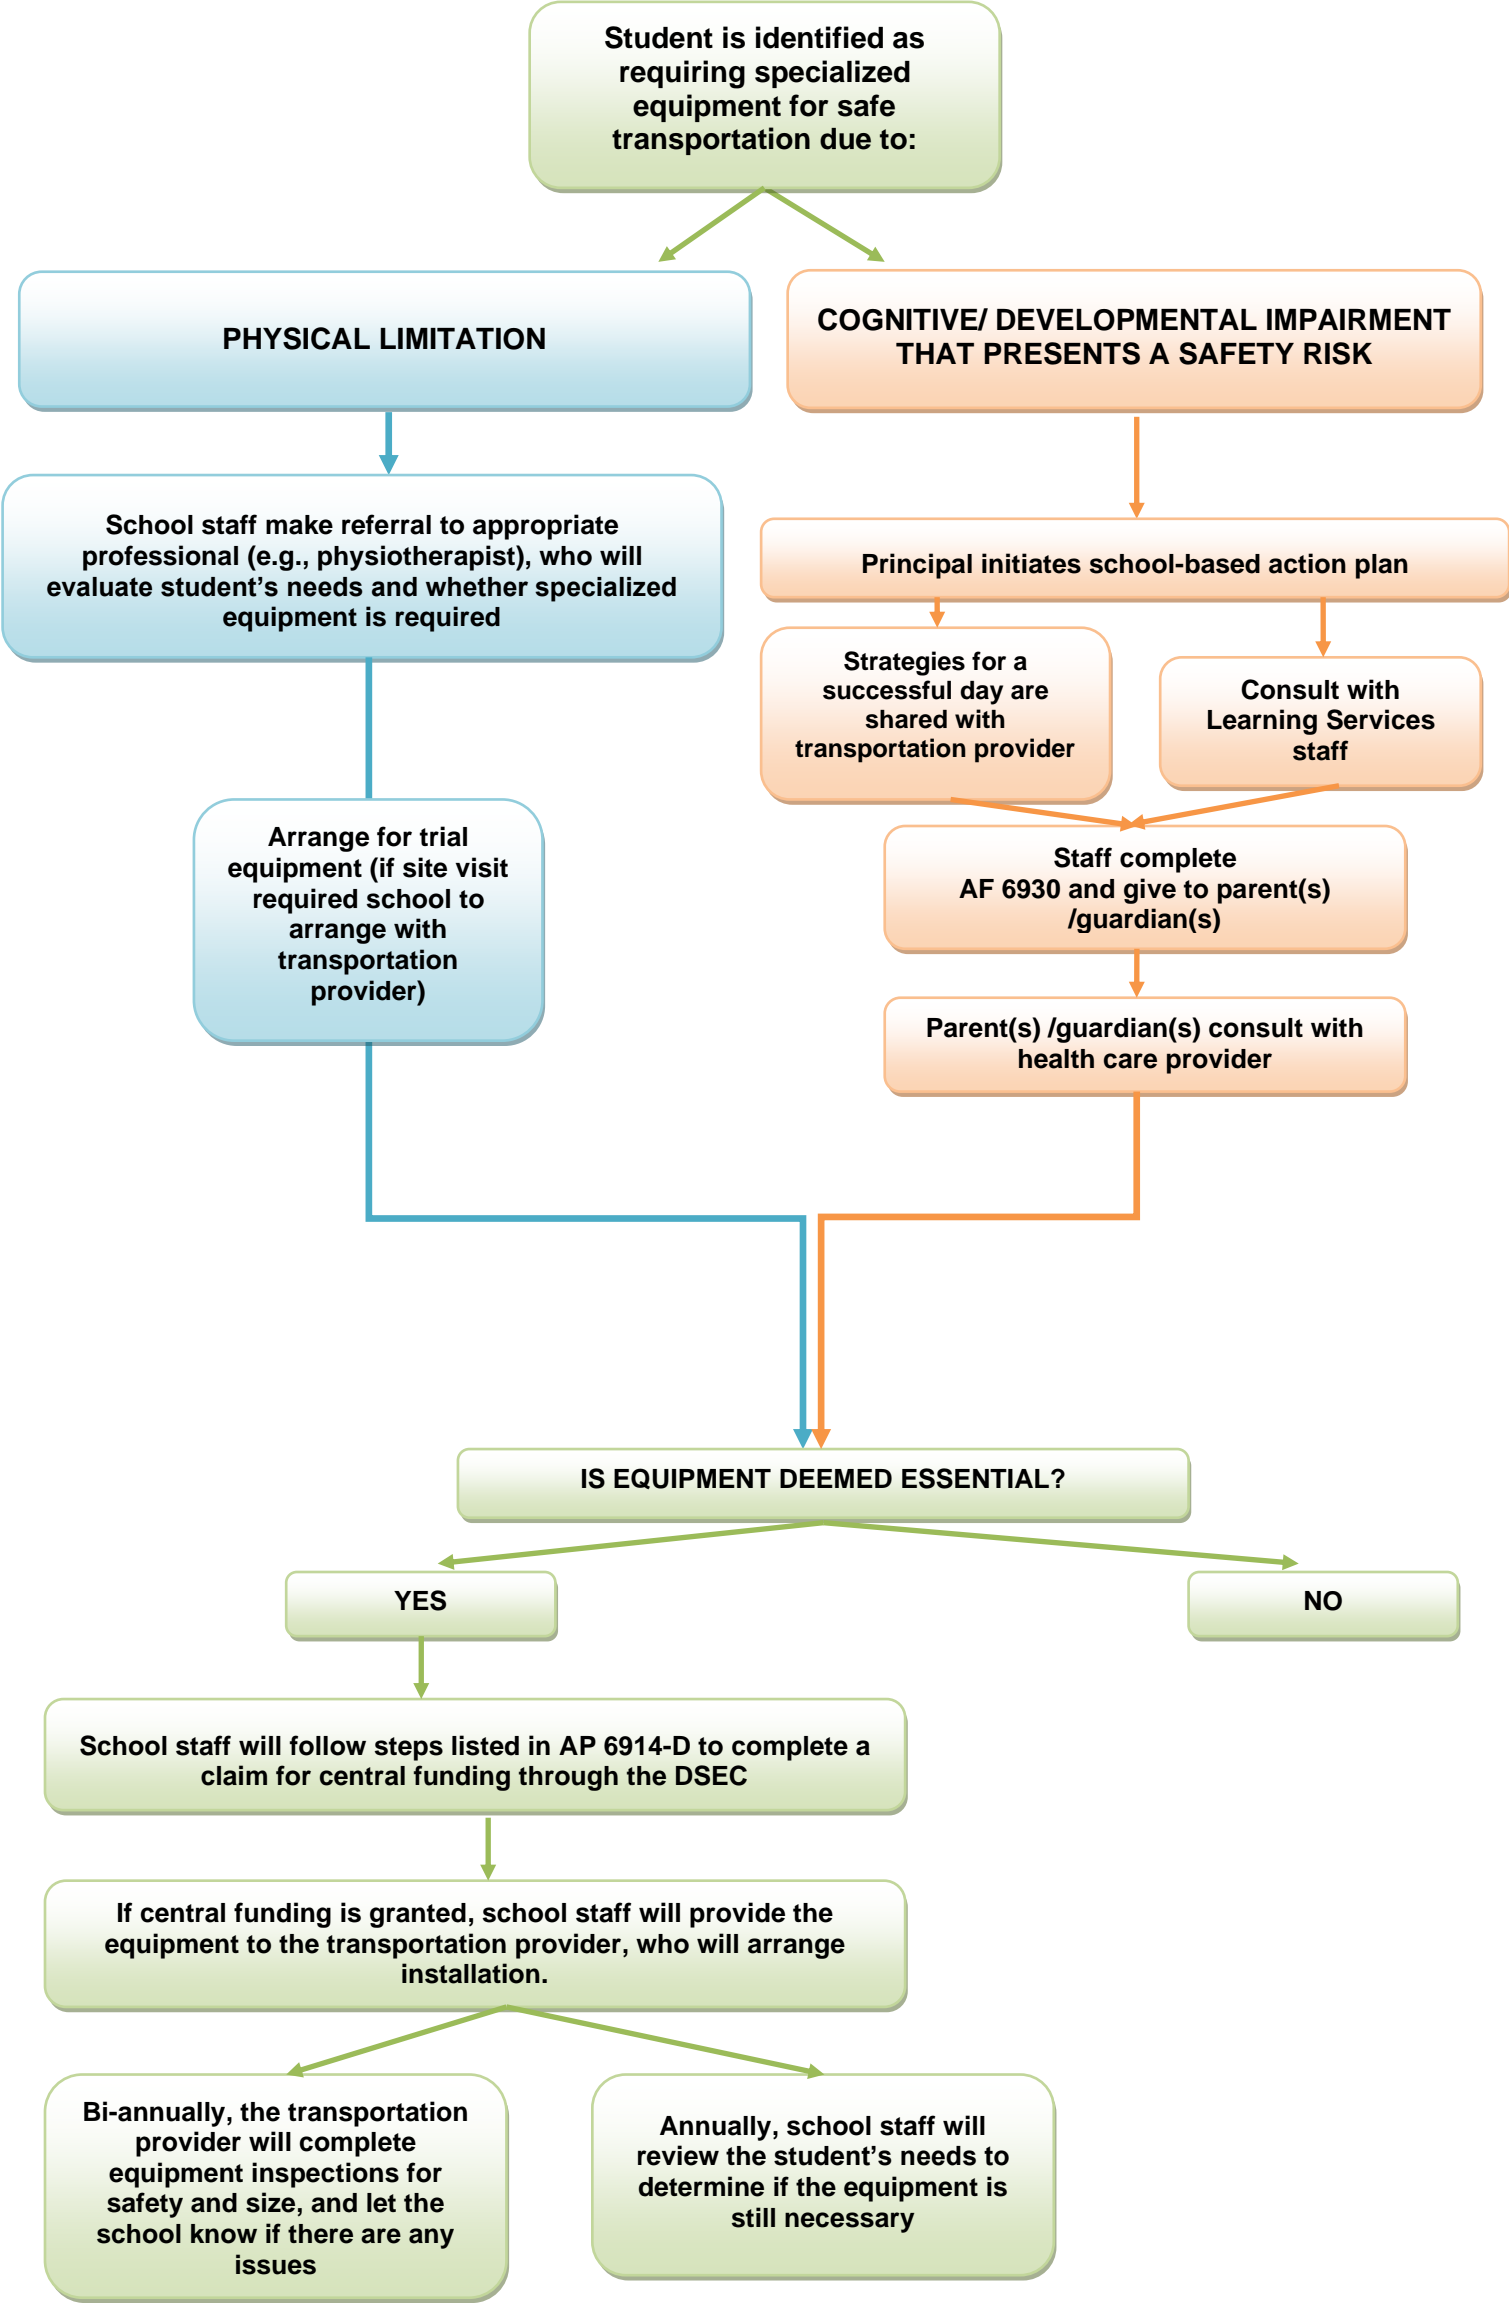 Student is identified as
requiring specialized
equipment for safe
transportation due to:
PHYSICAL LIMITATION
COGNITIVE/ DEVELOPMENTAL IMPAIRMENT
THAT PRESENTS A SAFETY RISK
School staff make referral to appropriate
professional (e.g., physiotherapist), who will
evaluate student’s needs and whether specialized
equipment is required
Principal initiates school-based action plan
Strategies for a
successful day are
shared with
transportation provider
Consult with
Learning Services
staff
Arrange for trial
equipment (if site visit
required school to
arrange with
transportation
provider)
Staff complete
AF 6930 and give to parent(s)
/guardian(s)
Parent(s) /guardian(s) consult with
health care provider
IS EQUIPMENT DEEMED ESSENTIAL?
YES
NO
School staff will follow steps listed in AP 6914-D to complete a
claim for central funding through the DSEC
If central funding is granted, school staff will provide the
equipment to the transportation provider, who will arrange
installation.
Bi-annually, the transportation
provider will complete
equipment inspections for
safety and size, and let the
school know if there are any
issues
Annually, school staff will
review the student’s needs to
determine if the equipment is
still necessary